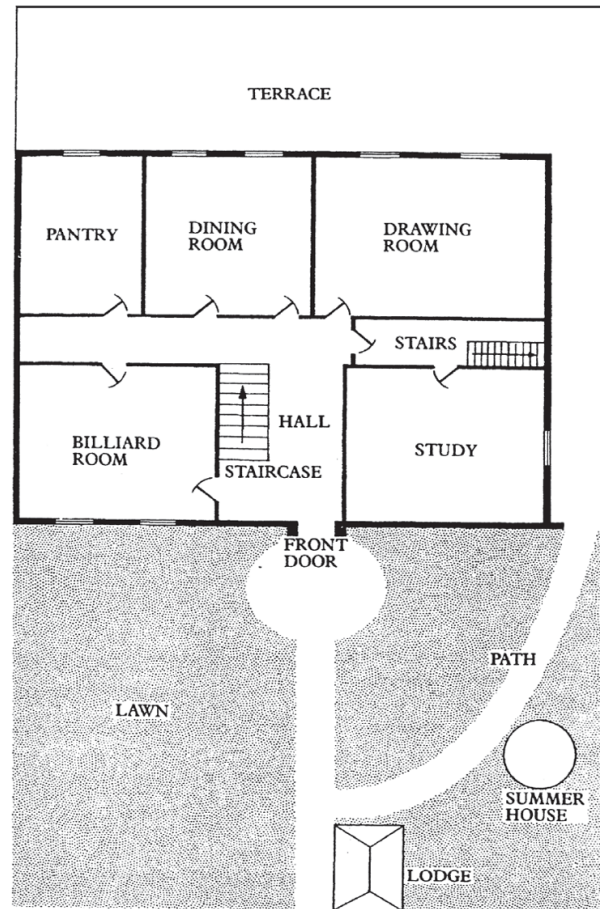 TERRACE
PANTRY
DINING
ROOM
DRAWING
ROOM
STAIRS
HALL
BILLIARD
ROOM
STAIRCASE
STUDY
FRONT
DOOR
PATH
LAWN
SUMMER
HOUSE
LODGE